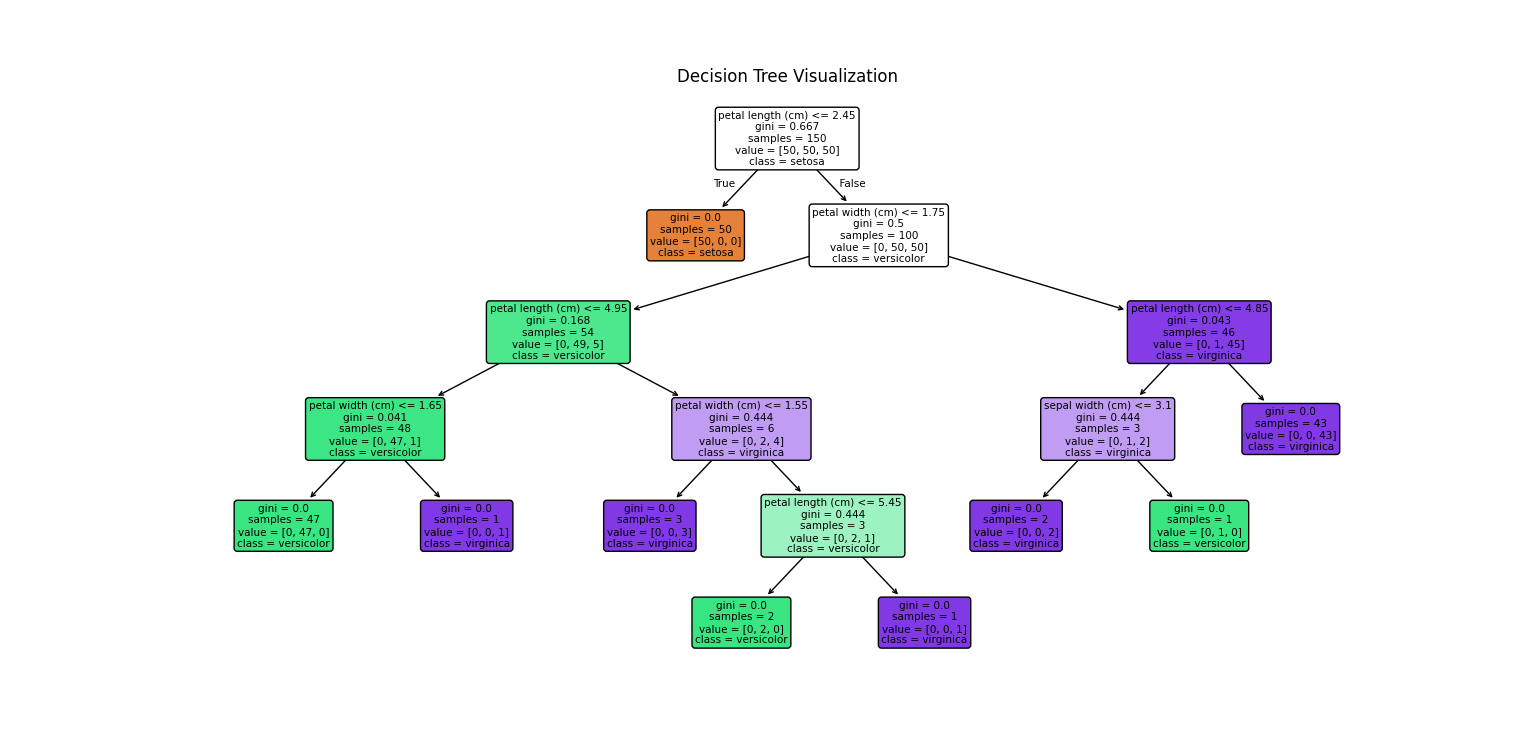 Decision Tree Visualization
petal length (cm) <= 2.45
gini = 0.667
samples = 150
value = [50, 50, 50]
class = setosa
True
False
gini = 0.0
samples = 50
value = [50, 0, 0]
class = setosa
petal width (cm) <= 1.75
gini = 0.5
samples = 100
value = [0, 50, 50]
class = versicolor
petal length (cm) <= 4.95
gini = 0.168
samples = 54
value = [0, 49, 5]
class = versicolor
petal length (cm) <= 4.85
gini = 0.043
samples = 46
value = [0, 1, 45]
class = virginica
petal width (cm) <= 1.65
gini = 0.041
samples = 48
value = [0, 47, 1]
class = versicolor
petal width (cm) <= 1.55
gini = 0.444
samples = 6
value = [0, 2, 4]
class = virginica
sepal width (cm) <= 3.1
gini = 0.444
samples = 3
value = [0, 1, 2]
class = virginica
gini = 0.0
samples = 43
value = [0, 0, 43]
class = virginica
gini = 0.0
samples = 47
value = [0, 47, 0]
class = versicolor
gini = 0.0
samples = 1
value = [0, 0, 1]
class = virginica
gini = 0.0
samples = 3
value = [0, 0, 3]
class = virginica
petal length (cm) <= 5.45
gini = 0.444
samples = 3
value = [0, 2, 1]
class = versicolor
gini = 0.0
samples = 2
value = [0, 0, 2]
class = virginica
gini = 0.0
samples = 1
value = [0, 1, 0]
class = versicolor
gini = 0.0
samples = 2
value = [0, 2, 0]
class = versicolor
gini = 0.0
samples = 1
value = [0, 0, 1]
class = virginica